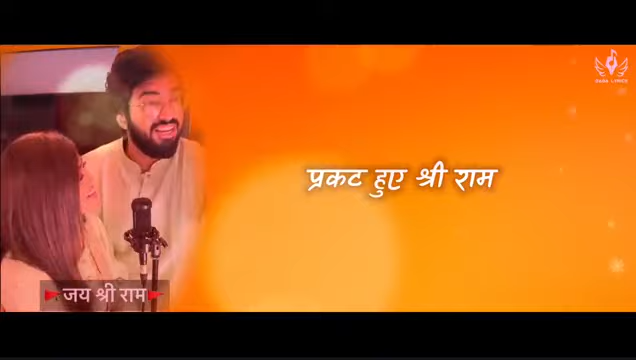 प्रकट हुए श्री राम
जय श्री राम